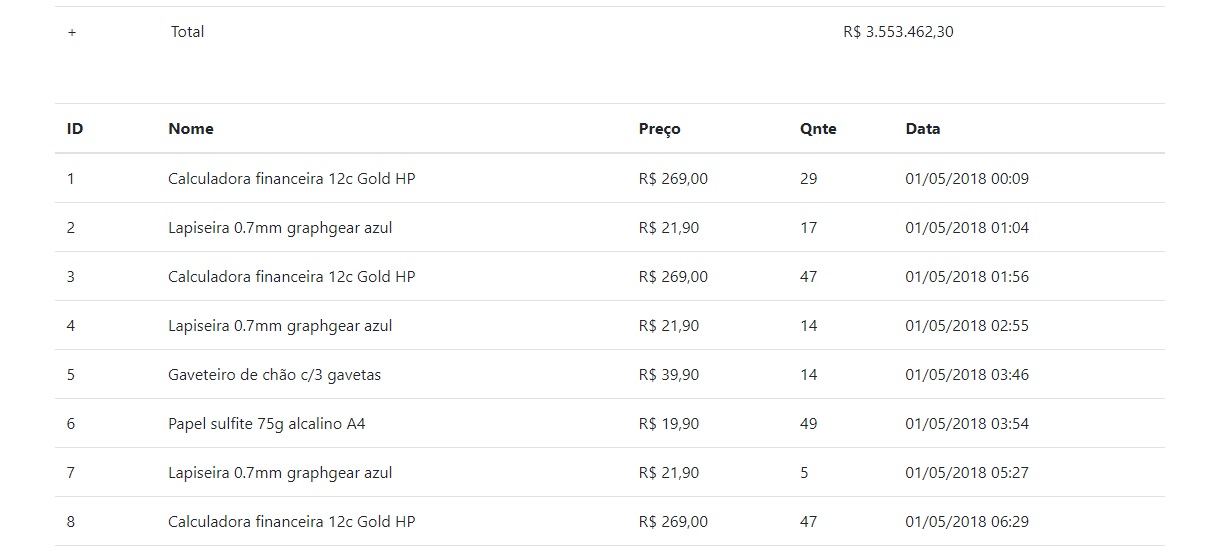 + Total R$ 3.553.462,30
ID Nome Preço Qnte Data
1 Calculadora financeira 12c Gold HP R$ 269,00 29 01/05/2018 00:09
2 Lapiseira 0.7mm graphgear azul R$ 21,90 17 01/05/2018 01:04
3 Calculadora financeira 12c Gold HP R$ 269,00 47 01/05/2018 01:56
4 Lapiseira 0.7mm graphgear azul R$ 21,90 14 01/05/2018 02:55
5 Gaveteiro de chão c/3 gavetas R$ 39,90 14 01/05/2018 03:46
6 Papel sulfite 75g alcalino A4 R$ 19,90 49 01/05/2018 03:54
7 Lapiseira 0.7mm graphgear azul R$ 21,90 5 01/05/2018 05:27
8 Calculadora financeira 12c Gold HP R$ 269,00 47 01/05/2018 06:29